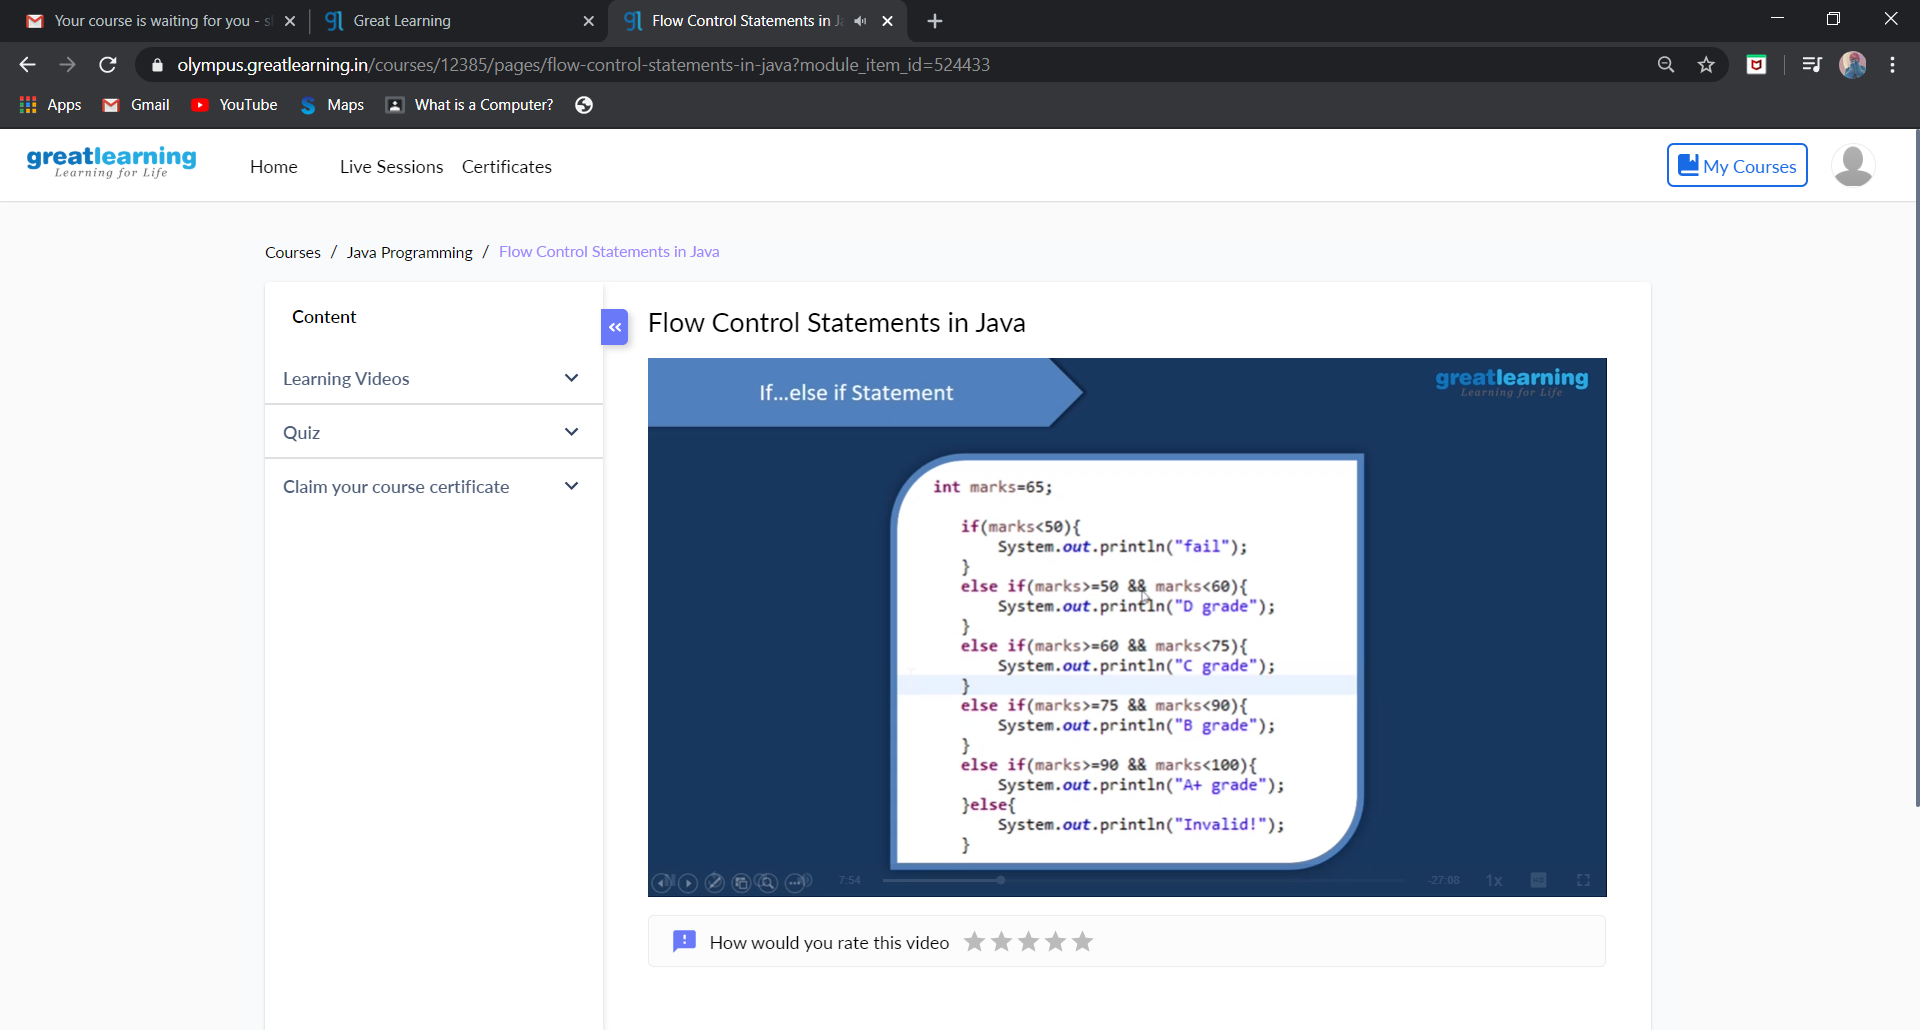 Your course is waiting for you - s
Great Learning
Flow Control Statements in J
olympus.greatlearning.in/courses/12385/pages/flow-control-statements-in-java?module_item_id=524433
Apps
Gmail
YouTube
Maps
What is a Computer?
greatlearning
Learning for Life
Home
Live Sessions
Certificates
My Courses
Courses / Java Programming / Flow Control Statements in Java
Content
Learning Videos
Quiz
Claim your course certificate
«
Flow Control Statements in Java
If...else if Statement
greatlearning
Learning for Life
int marks=65;
if(marks<50){
System.out.println("fail");
}
else if(marks>=50 && marks<60){
System.out.println("D grade");
}
else if(marks>=60 && marks<75){
System.out.println("C grade");
}
else if(marks>=75 && marks<90){
System.out.println("B grade");
}
else if(marks>=90 && marks<100){
System.out.println("A+ grade");
}else{
System.out.println("Invalid!");
}
7:54
-27:08
1x
How would you rate this video